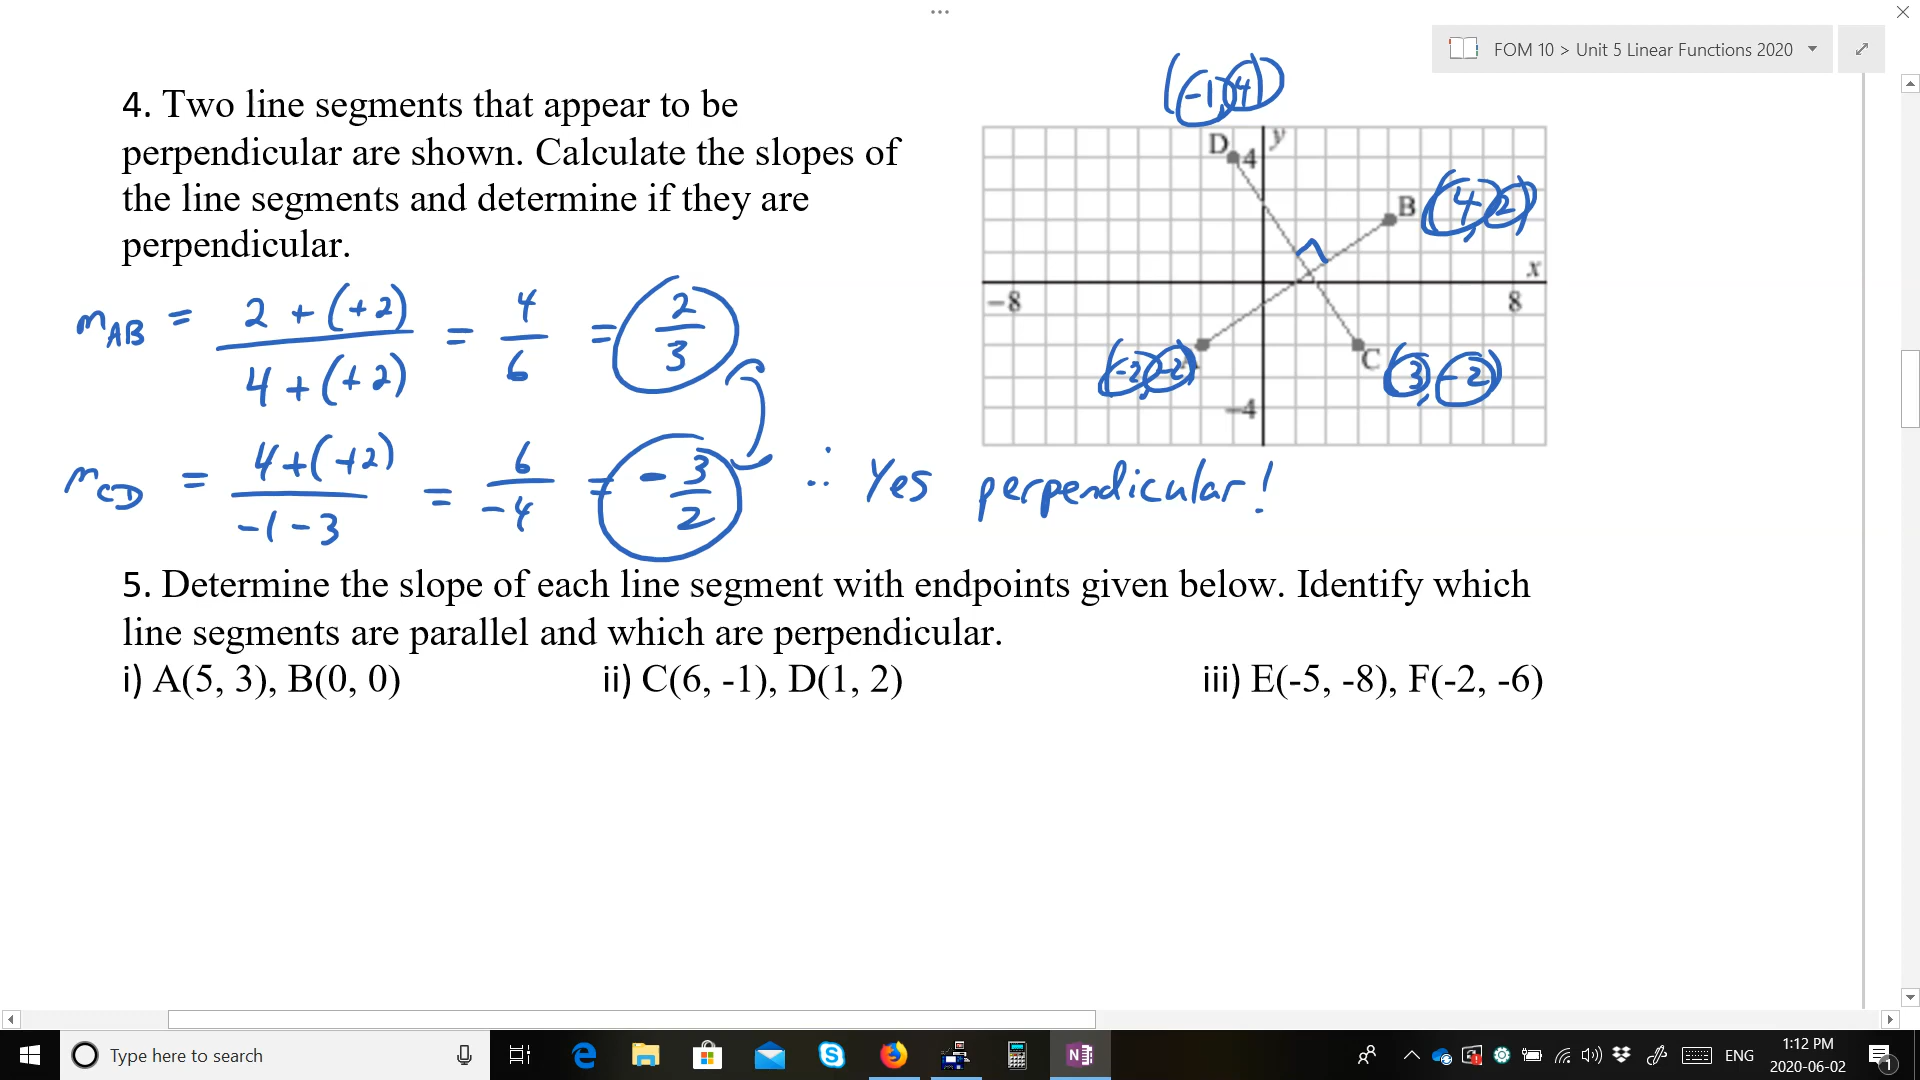 FOM 10 > Unit 5 Linear Functions 2020
4. Two line segments that appear to be
perpendicular are shown. Calculate the slopes of
the line segments and determine if they are
perpendicular.
(-1, 4)
D 4 y
B (4, 2)
x
-8 8
(-2, -2) A C (3, -2)
-4
m_AB = (2 + (+2)) / (4 + (+2)) = 4/6 = 2/3
m_CD = (4 + (+2)) / (-1 - 3) = 6/-4 = -3/2 ∴ Yes perpendicular!
5. Determine the slope of each line segment with endpoints given below. Identify which
line segments are parallel and which are perpendicular.
i) A(5, 3), B(0, 0) ii) C(6, -1), D(1, 2) iii) E(-5, -8), F(-2, -6)
Type here to search
ENG
1:12 PM
2020-06-02
1